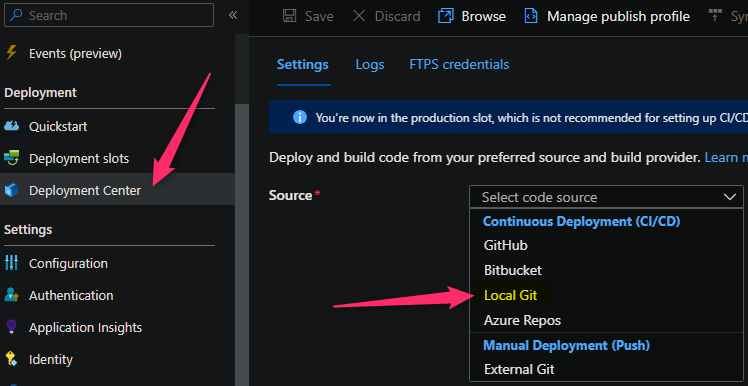 Search
«
Events (preview)
Deployment
Quickstart
Deployment slots
Deployment Center
Settings
Configuration
Authentication
Application Insights
Identity
Save
Discard
Browse
Manage publish profile
Settings
Logs
FTPS credentials
You're now in the production slot, which is not recommended for setting up CI/CD
Deploy and build code from your preferred source and build provider. Learn
Source *
Select code source
Continuous Deployment (CI/CD)
GitHub
Bitbucket
Local Git
Azure Repos
Manual Deployment (Push)
External Git